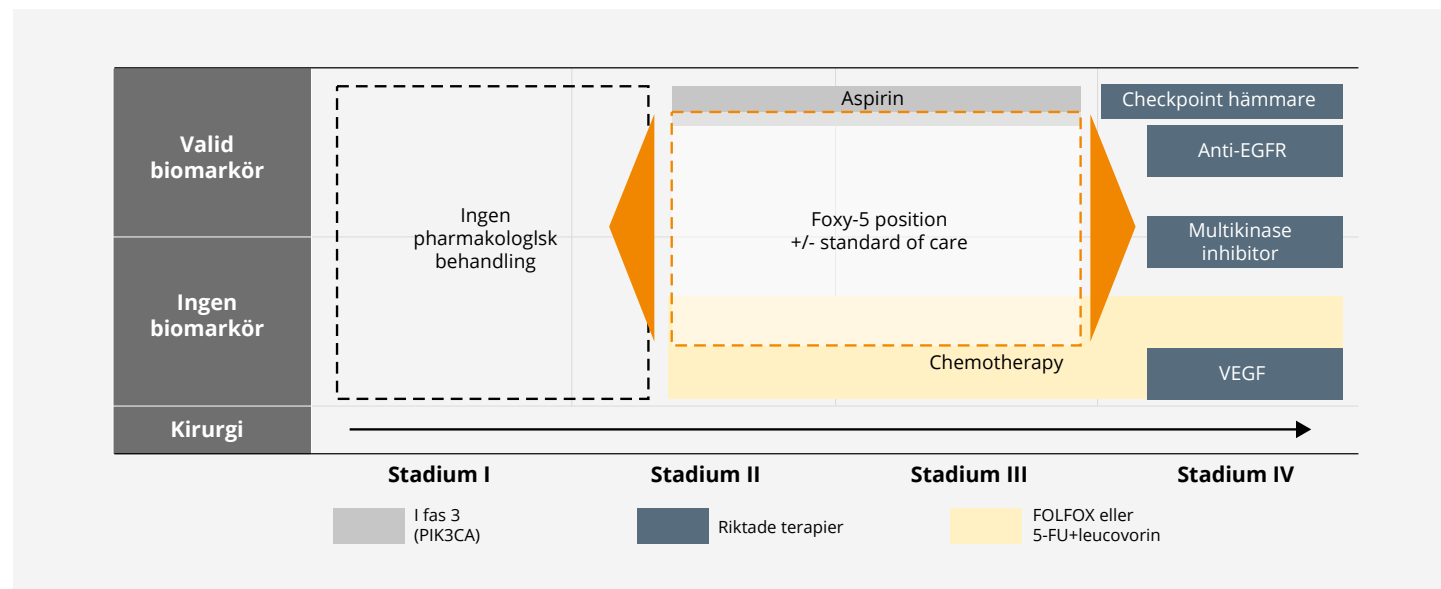 Valid
biomarkör
Ingen
biomarkör
Kirurgi
Ingen
pharmakologlsk
behandling
Aspirin
Foxy-5 position
+/- standard of care
Chemotherapy
Checkpoint hämmare
Anti-EGFR
Multikinase
inhibitor
VEGF
Stadium I
Stadium II
Stadium III
Stadium IV
I fas 3
(PIK3CA)
Riktade terapier
FOLFOX eller
5-FU+leucovorin